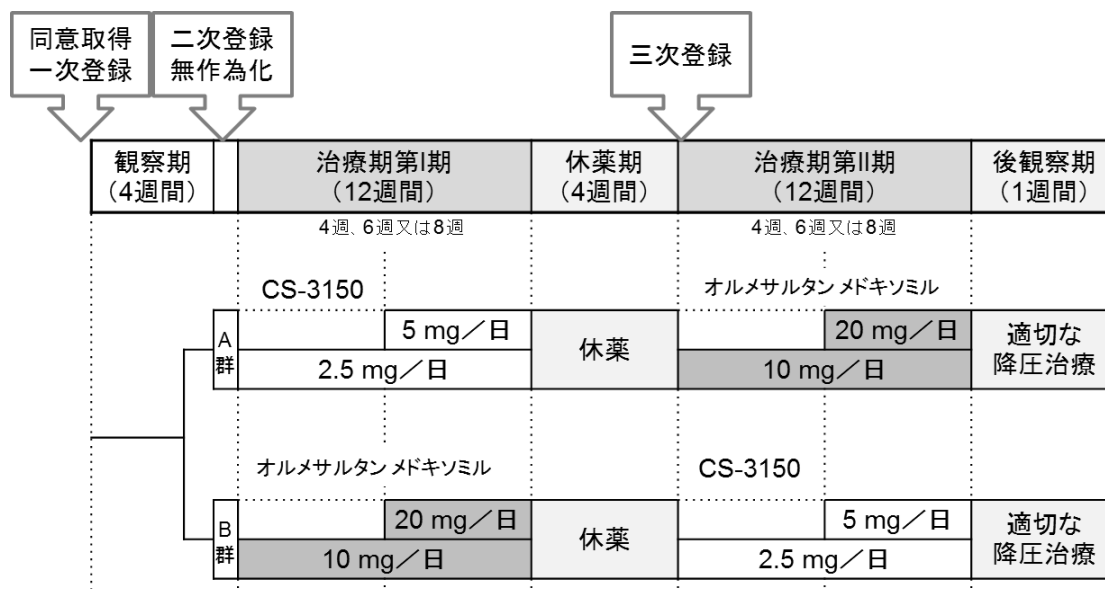 同意取得
一次登録
二次登録
無作為化
三次登録
観察期
（4週間）
治療期第I期
（12週間）
休薬期
（4週間）
治療期第II期
（12週間）
後観察期
（1週間）
4週、6週又は8週
4週、6週又は8週
CS-3150
オルメサルタン メドキソミル
A
群
5 mg／日
2.5 mg／日
休薬
20 mg／日
10 mg／日
適切な
降圧治療
オルメサルタン メドキソミル
CS-3150
B
群
20 mg／日
10 mg／日
休薬
5 mg／日
2.5 mg／日
適切な
降圧治療